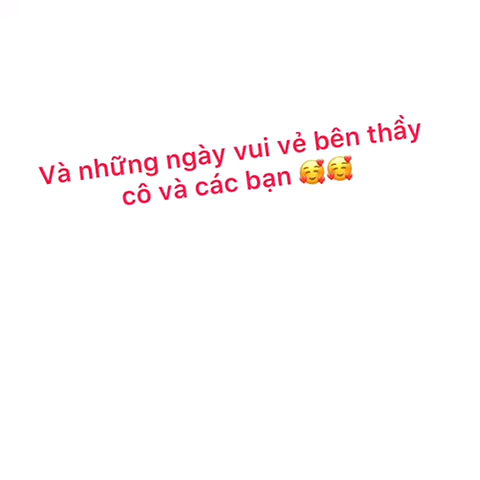 Và những ngày vui vẻ bên thầy
cô và các bạn 🥰🥰